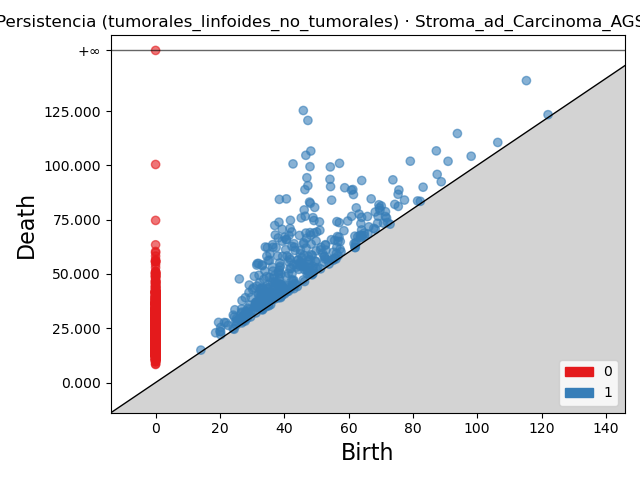 Persistencia (tumorales_linfoides_no_tumorales) · Stroma_ad_Carcinoma_AGS
+∞
125.000
100.000
75.000
50.000
25.000
0.000
Death
0
1
0 20 40 60 80 100 120 140
Birth